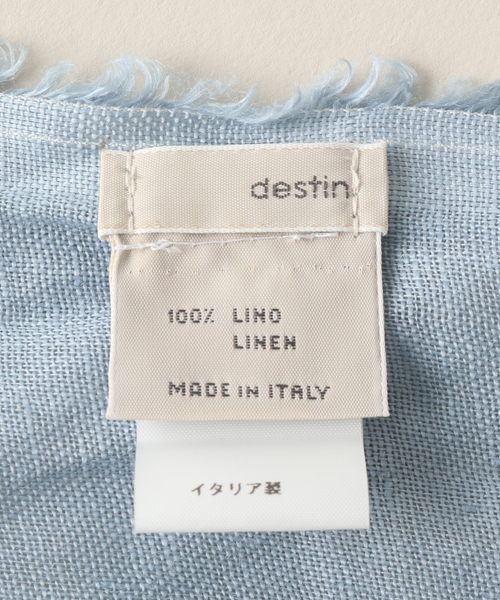 destin
100% LINO
LINEN
MADE IN ITALY
イタリア製